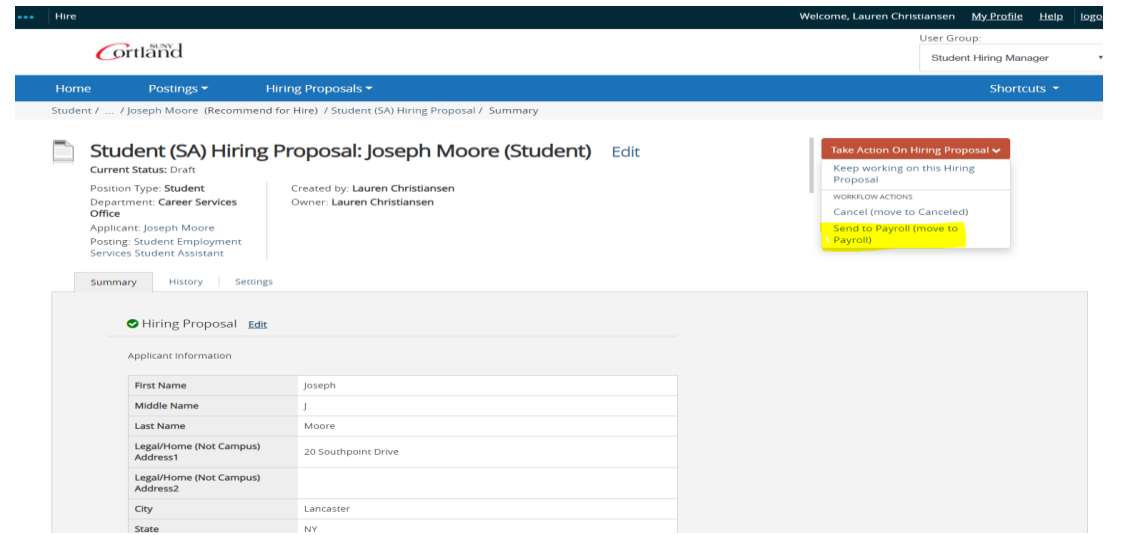 Hire Welcome, Lauren Christiansen My Profile Help logo
SUNY
Cortland
User Group:
Student Hiring Manager
Home Postings Hiring Proposals Shortcuts
Student / ... / Joseph Moore (Recommend for Hire) / Student (SA) Hiring Proposal / Summary
Student (SA) Hiring Proposal: Joseph Moore (Student) Edit
Current Status: Draft
Position Type: Student
Department: Career Services
Office
Applicant: Joseph Moore
Posting: Student Employment
Services Student Assistant
Created by: Lauren Christiansen
Owner: Lauren Christiansen
Take Action On Hiring Proposal
Keep working on this Hiring
Proposal
WORKFLOW ACTIONS
Cancel (move to Canceled)
Send to Payroll (move to
Payroll)
Summary History Settings
Hiring Proposal Edit
Applicant Information
First Name Joseph
Middle Name J
Last Name Moore
Legal/Home (Not Campus)
Address1
20 Southpoint Drive
Legal/Home (Not Campus)
Address2
City Lancaster
State NY